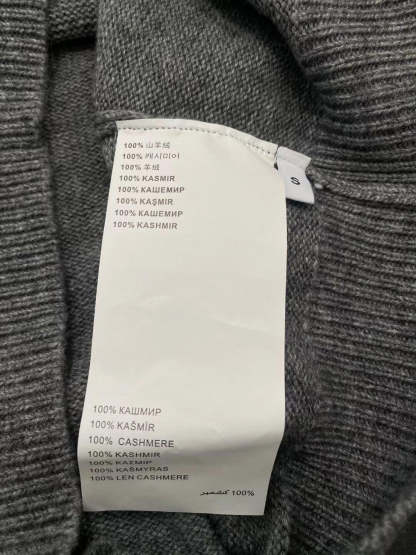 100% 山羊绒
100% 캐시미어
100% 羊绒
100% KASMIR
100% КАШЕМИР
100% KAŞMIR
100% КАШЕМИР
100% KASHMIR
S
100% КАШМИР
100% KAŠMÍR
100% CASHMERE
100% KASHMIR
100% KAŠMYRAS
100% LEN CASHMERE
100% كشمير